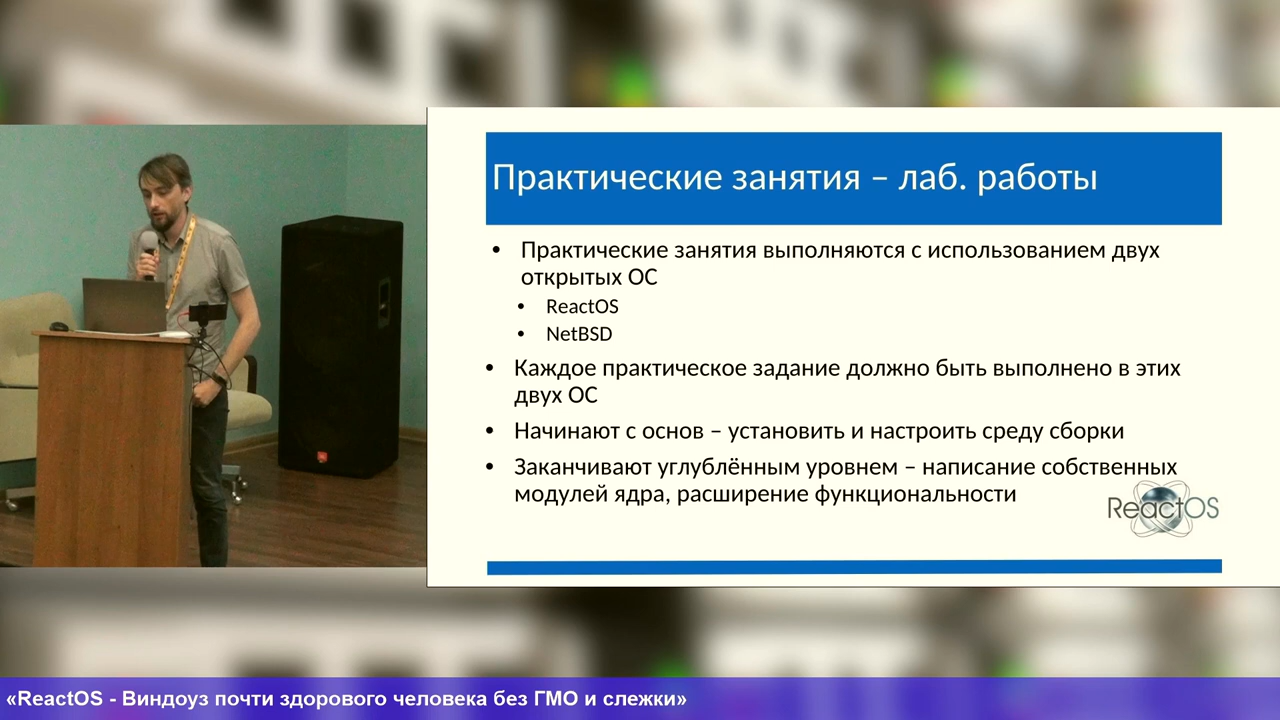 Практические занятия – лаб. работы
• Практические занятия выполняются с использованием двух
открытых ОС
• ReactOS
• NetBSD
• Каждое практическое задание должно быть выполнено в этих
двух ОС
• Начинают с основ – установить и настроить среду сборки
• Заканчивают углублённым уровнем – написание собственных
модулей ядра, расширение функциональности
ReactOS
«ReactOS - Виндоуз почти здорового человека без ГМО и слежки»